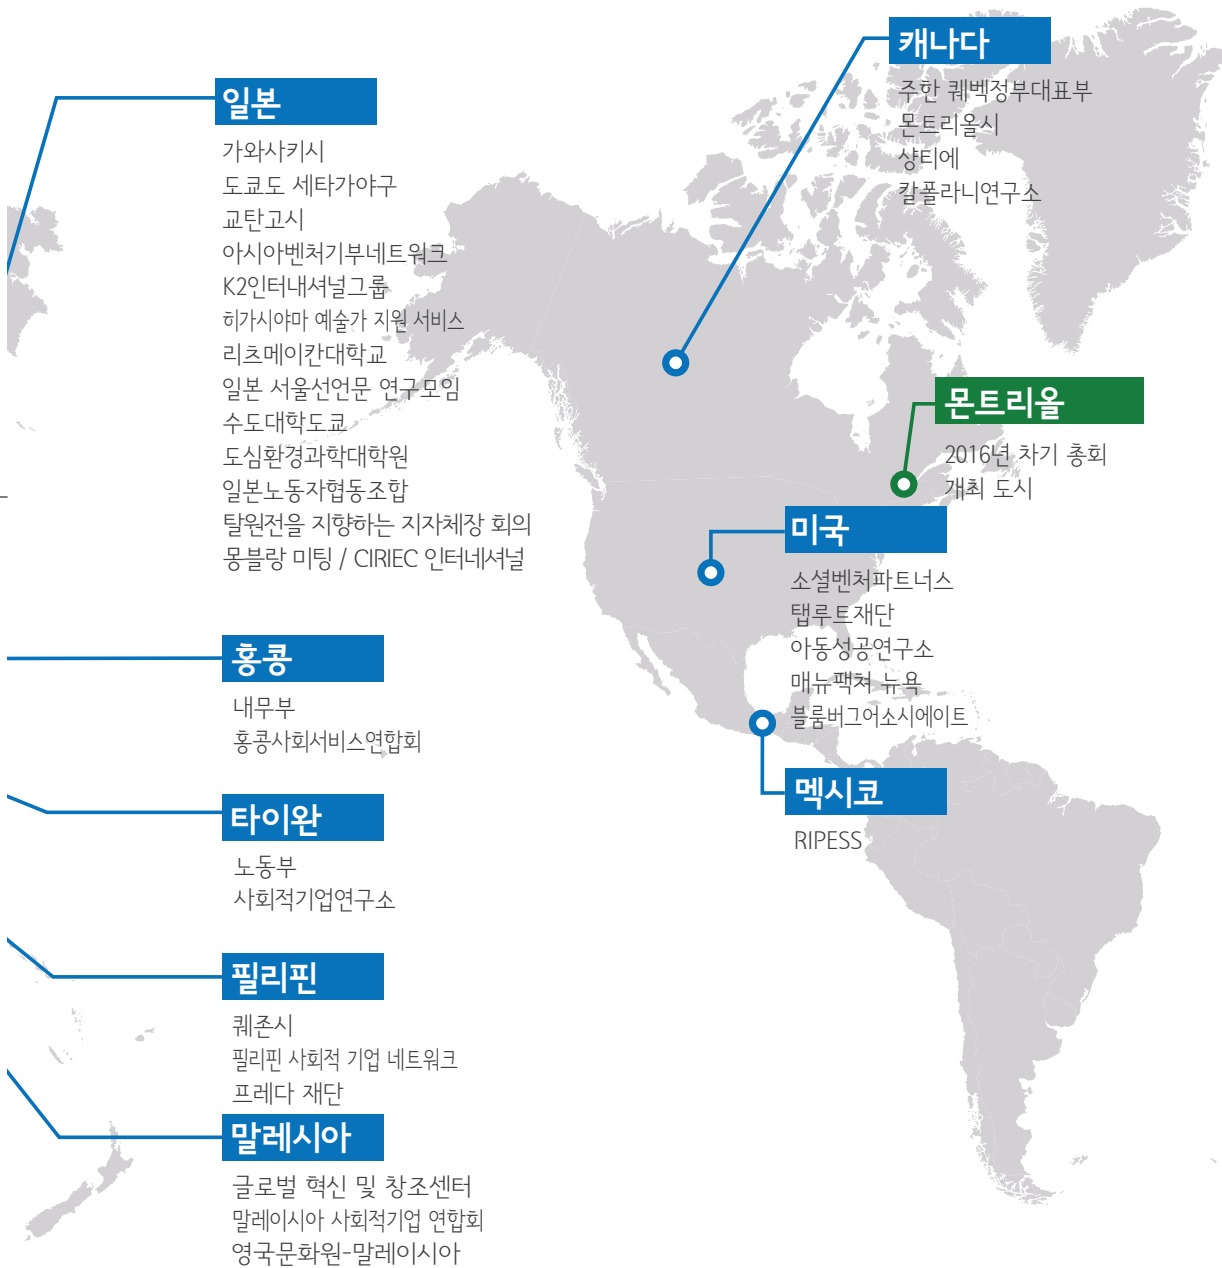 일본
가와사키시
도쿄도 세타가야구
교탄고시
아시아벤처기부네트워크
K2인터내셔널그룹
히가시야마 예술가 지원 서비스
리츠메이칸대학교
일본 서울선언문 연구모임
수도대학도쿄
도심환경과학대학원
일본노동자협동조합
탈원전을 지향하는 지자체장 회의
몽블랑 미팅 / CIRIEC 인터네셔널
홍콩
내무부
홍콩사회서비스연합회
타이완
노동부
사회적기업연구소
필리핀
퀘존시
필리핀 사회적 기업 네트워크
프레다 재단
말레시아
글로벌 혁신 및 창조센터
말레이시아 사회적기업 연합회
영국문화원-말레이시아
캐나다
주한 퀘벡정부대표부
몬트리올시
샹티에
칼폴라니연구소
몬트리올
2016년 차기 총회
개최 도시
미국
소셜벤처파트너스
탭루트재단
아동성공연구소
매뉴팩쳐 뉴욕
블룸버그어소시에이트
멕시코
RIPESS